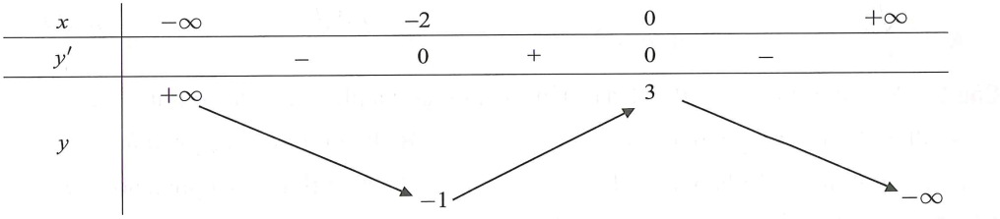 x −∞ −2 0 +∞
y′ − 0 + 0 −
+∞ 3
y
−1 −∞